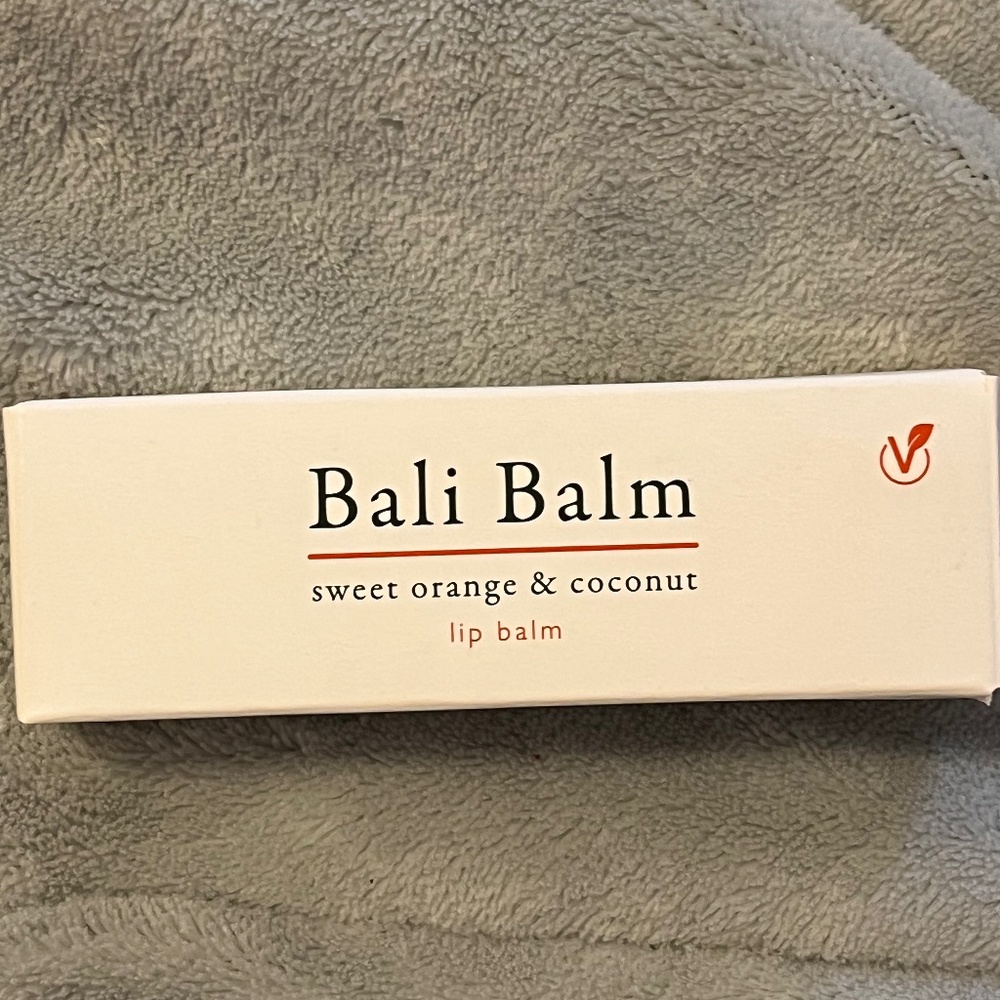 Bali Balm
sweet orange & coconut
lip balm
V